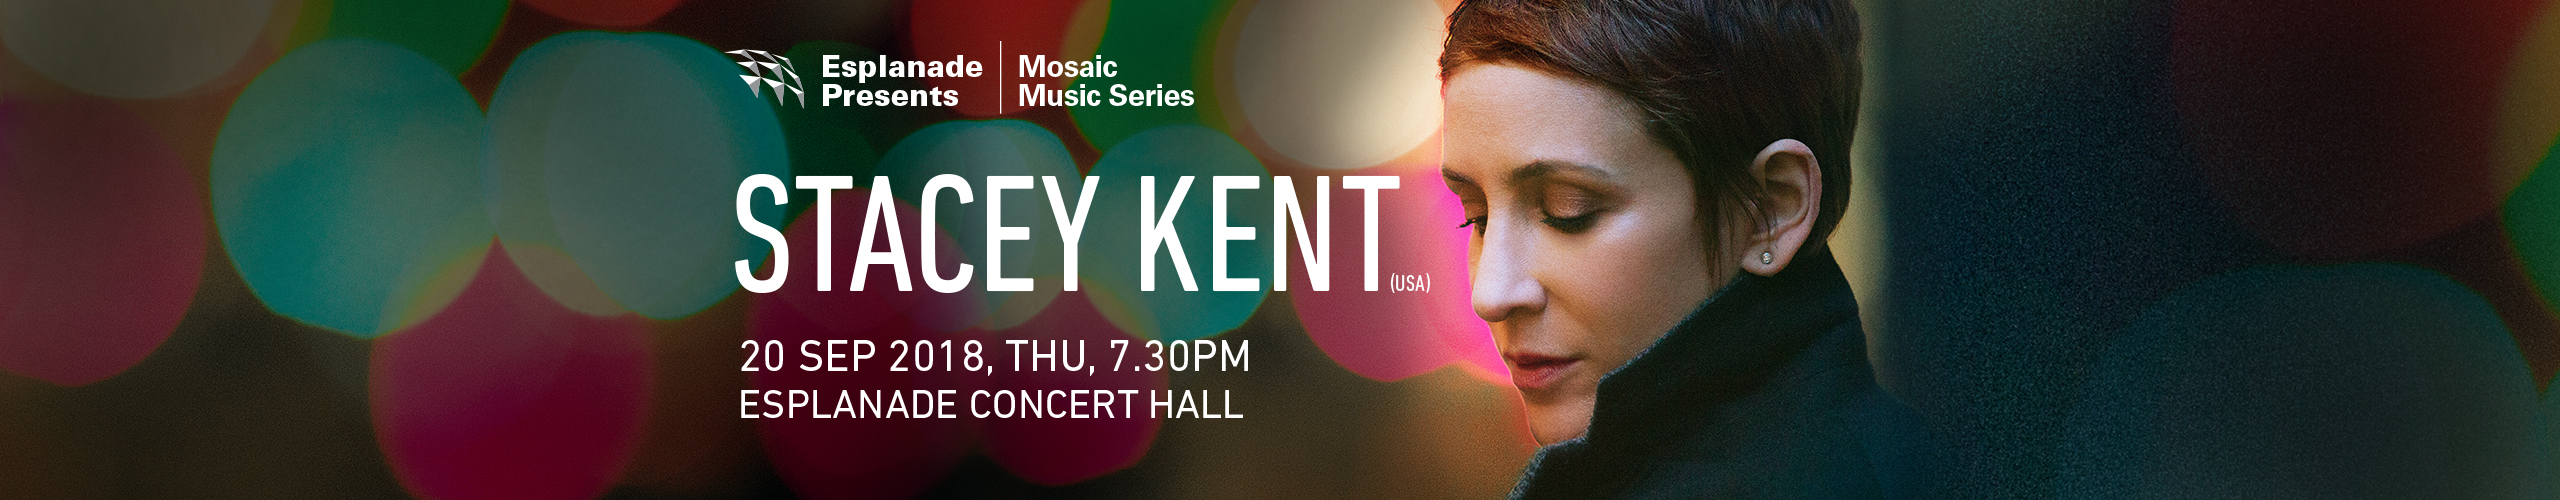 Esplanade
Presents
Mosaic
Music Series
STACEY KENT (USA)
20 SEP 2018, THU, 7.30PM
ESPLANADE CONCERT HALL